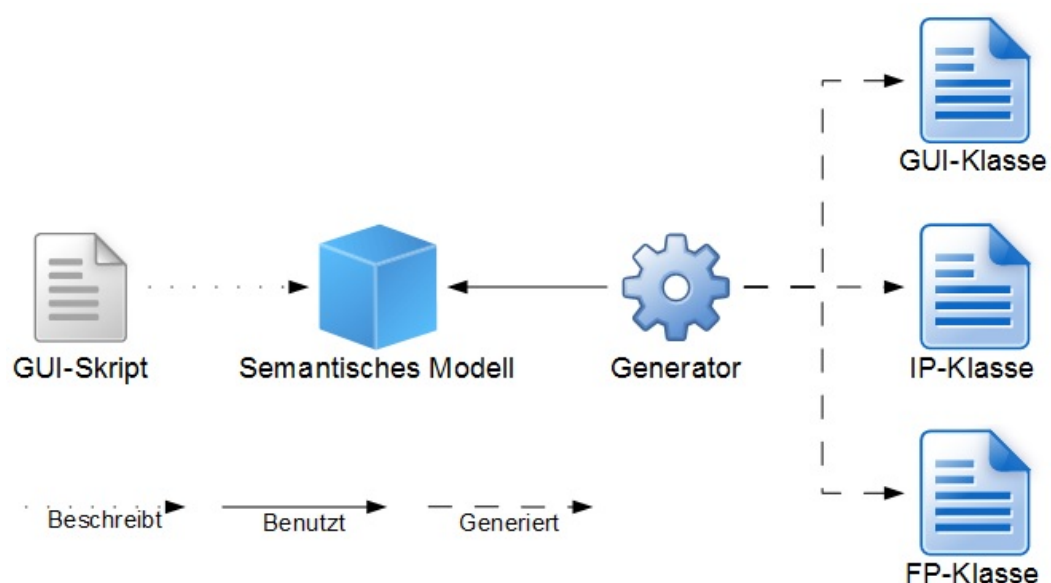 GUI-Klasse
GUI-Skript
Semantisches Modell
Generator
IP-Klasse
Beschreibt
Benutzt
Generiert
FP-Klasse